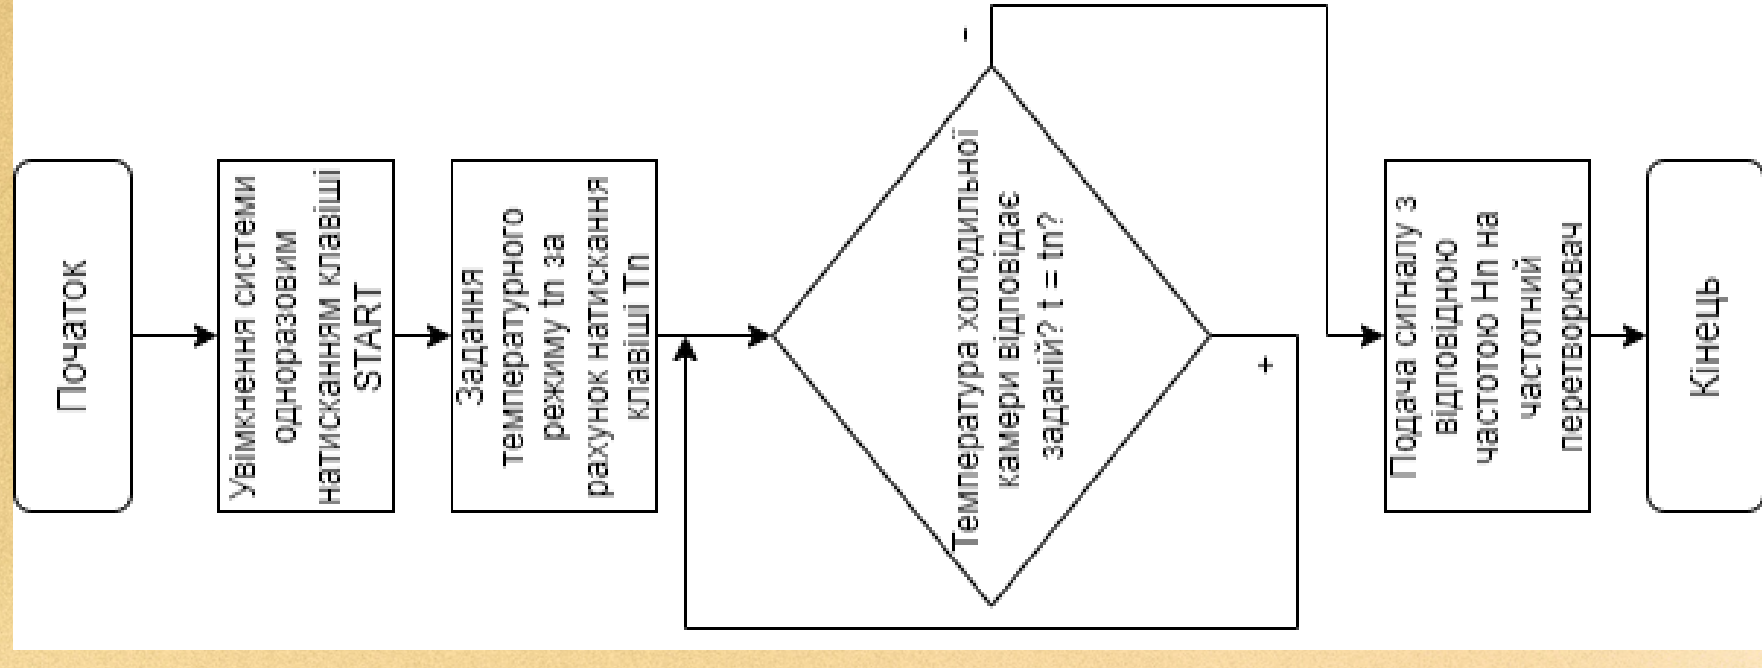 Початок
Увімкнення системи
одноразовим
натисканням клавіші
START
Задання
температурного
режиму tn за
рахунок натискання
клавіші Tn
Температура холодильної
камери відповідає
заданій? t = tn?
-
+
Подача сигналу з
відповідною
частотою Hn на
частотний
перетворювач
Кінець